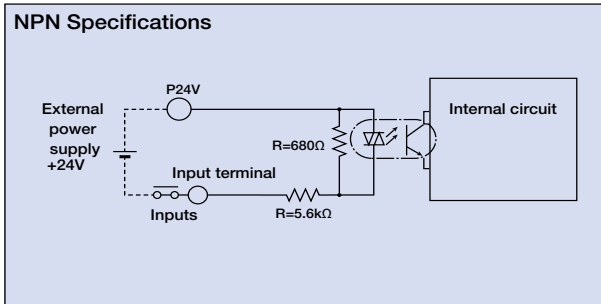 NPN Specifications
P24V
External
power
supply
+24V
Internal circuit
R=680Ω
Input terminal
Inputs
R=5.6kΩ